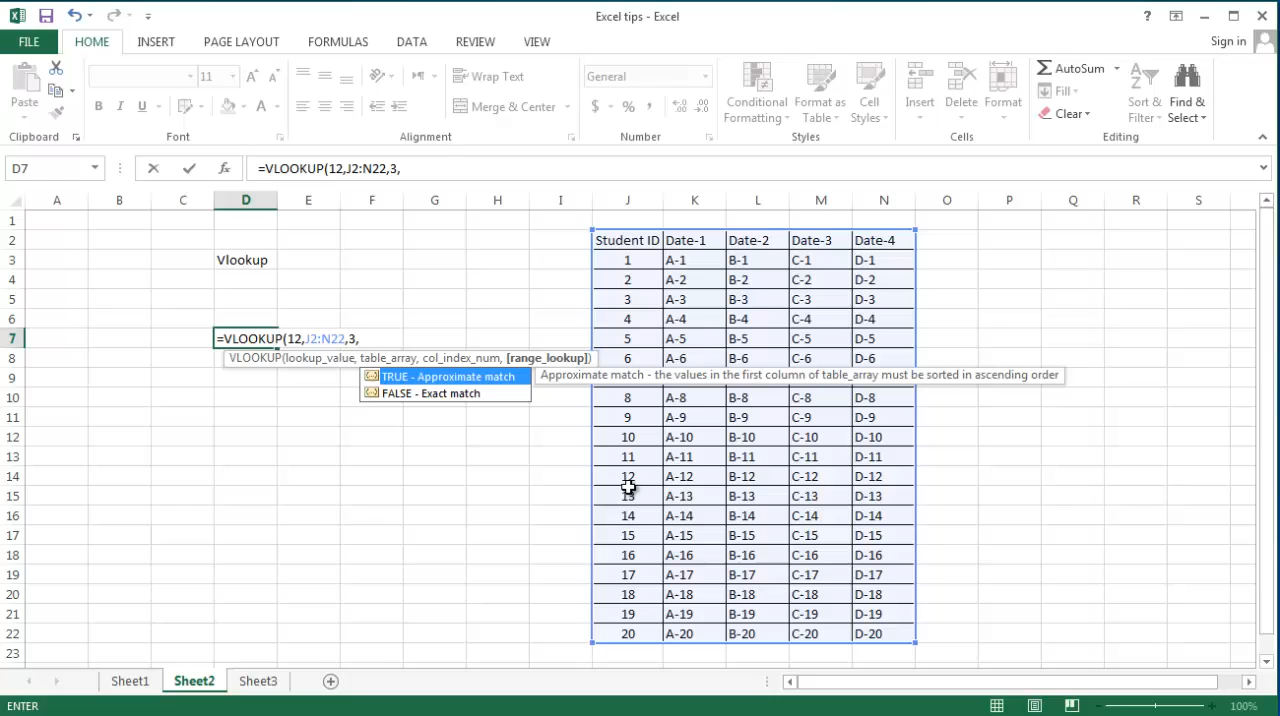 Excel tips - Excel
?
FILE HOME INSERT PAGE LAYOUT FORMULAS DATA REVIEW VIEW Sign in
11 A A Wrap Text General AutoSum
Paste B I U A Merge & Center $ % , .00 Conditional Formatting Format as Table Cell Styles Insert Delete Format Fill Clear Sort & Filter Find & Select
Clipboard Font Alignment Number Styles Cells Editing
D7 fx =VLOOKUP(12,J2:N22,3,
A B C D E F G H I J K L M N O P Q R S
1
2 Student ID Date-1 Date-2 Date-3 Date-4
3 Vlookup 1 A-1 B-1 C-1 D-1
4 2 A-2 B-2 C-2 D-2
5 3 A-3 B-3 C-3 D-3
6 4 A-4 B-4 C-4 D-4
7 =VLOOKUP(12,J2:N22,3, 5 A-5 B-5 C-5 D-5
8 VLOOKUP(lookup_value, table_array, col_index_num, [range_lookup]) 6 A-6 B-6 C-6 D-6
9 TRUE - Approximate match Approximate match - the values in the first column of table_array must be sorted in ascending order
FALSE - Exact match
10 8 A-8 B-8 C-8 D-8
11 9 A-9 B-9 C-9 D-9
12 10 A-10 B-10 C-10 D-10
13 11 A-11 B-11 C-11 D-11
14 12 A-12 B-12 C-12 D-12
15 13 A-13 B-13 C-13 D-13
16 14 A-14 B-14 C-14 D-14
17 15 A-15 B-15 C-15 D-15
18 16 A-16 B-16 C-16 D-16
19 17 A-17 B-17 C-17 D-17
20 18 A-18 B-18 C-18 D-18
21 19 A-19 B-19 C-19 D-19
22 20 A-20 B-20 C-20 D-20
23
Sheet1 Sheet2 Sheet3
ENTER 100%